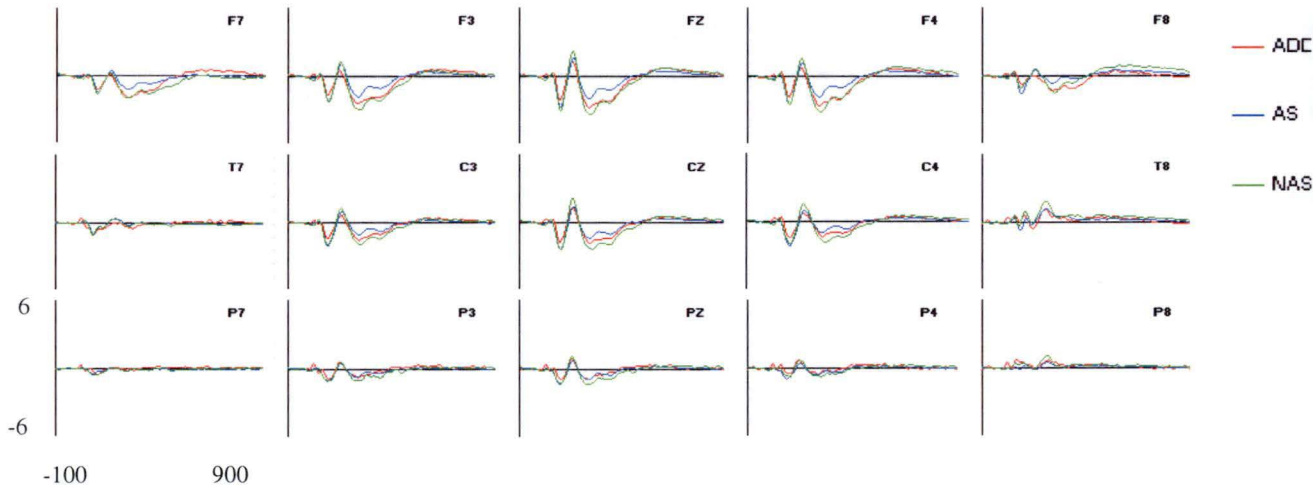 F7 F3 FZ F4 F8
ADD
AS
NAS
T7 C3 CZ C4 T8
6
P7 P3 PZ P4 P8
-6
-100 900